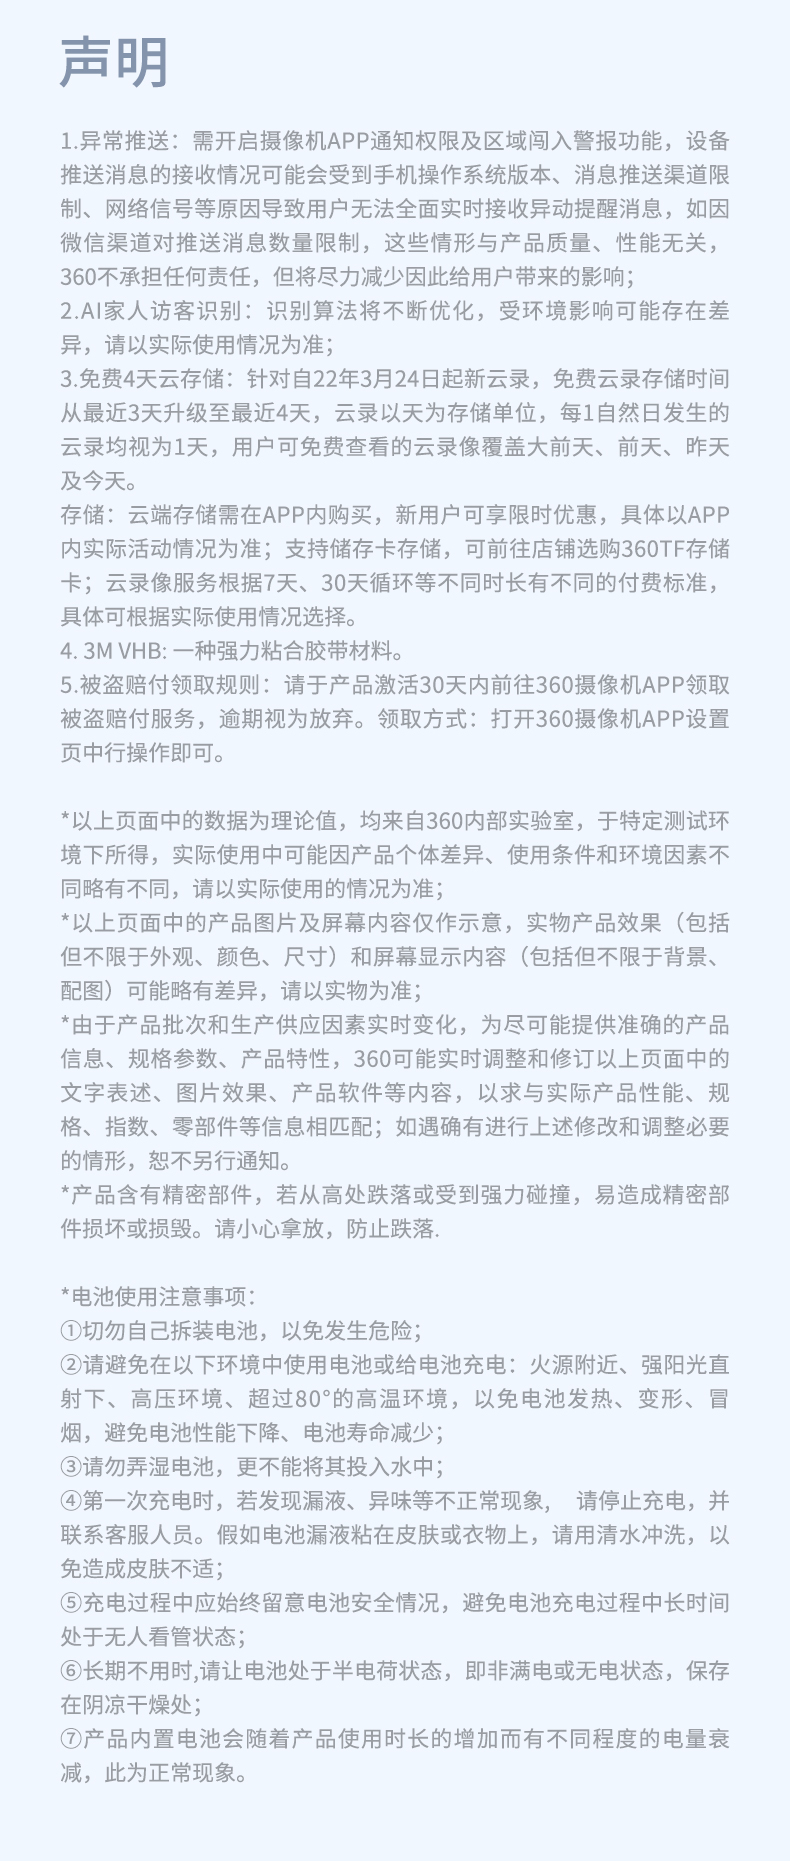 声明
1.异常推送：需开启摄像机APP通知权限及区域闯入警报功能，设备
推送消息的接收情况可能会受到手机操作系统版本、消息推送渠道限
制、网络信号等原因导致用户无法全面实时接收异动提醒消息，如因
微信渠道对推送消息数量限制，这些情形与产品质量、性能无关，
360不承担任何责任，但将尽力减少因此给用户带来的影响；
2.AI家人访客识别：识别算法将不断优化，受环境影响可能存在差
异，请以实际使用情况为准；
3.免费4天云存储：针对自22年3月24日起新云录，免费云录存储时间
从最近3天升级至最近4天，云录以天为存储单位，每1自然日发生的
云录均视为1天，用户可免费查看的云录像覆盖大前天、前天、昨天
及今天。
存储：云端存储需在APP内购买，新用户可享限时优惠，具体以APP
内实际活动情况为准；支持储存卡存储，可前往店铺选购360TF存储
卡；云录像服务根据7天、30天循环等不同时长有不同的付费标准，
具体可根据实际使用情况选择。
4. 3M VHB: 一种强力粘合胶带材料。
5.被盗赔付领取规则：请于产品激活30天内前往360摄像机APP领取
被盗赔付服务，逾期视为放弃。领取方式：打开360摄像机APP设置
页中行操作即可。
*以上页面中的数据为理论值，均来自360内部实验室，于特定测试环
境下所得，实际使用中可能因产品个体差异、使用条件和环境因素不
同略有不同，请以实际使用的情况为准；
*以上页面中的产品图片及屏幕内容仅作示意，实物产品效果（包括
但不限于外观、颜色、尺寸）和屏幕显示内容（包括但不限于背景、
配图）可能略有差异，请以实物为准；
*由于产品批次和生产供应因素实时变化，为尽可能提供准确的产品
信息、规格参数、产品特性，360可能实时调整和修订以上页面中的
文字表述、图片效果、产品软件等内容，以求与实际产品性能、规
格、指数、零部件等信息相匹配；如遇确有进行上述修改和调整必要
的情形，恕不另行通知。
*产品含有精密部件，若从高处跌落或受到强力碰撞，易造成精密部
件损坏或损毁。请小心拿放，防止跌落.
*电池使用注意事项：
①切勿自己拆装电池，以免发生危险；
②请避免在以下环境中使用电池或给电池充电：火源附近、强阳光直
射下、高压环境、超过80°的高温环境，以免电池发热、变形、冒
烟，避免电池性能下降、电池寿命减少；
③请勿弄湿电池，更不能将其投入水中；
④第一次充电时，若发现漏液、异味等不正常现象,　请停止充电，并
联系客服人员。假如电池漏液粘在皮肤或衣物上，请用清水冲洗，以
免造成皮肤不适；
⑤充电过程中应始终留意电池安全情况，避免电池充电过程中长时间
处于无人看管状态；
⑥长期不用时,请让电池处于半电荷状态，即非满电或无电状态，保存
在阴凉干燥处；
⑦产品内置电池会随着产品使用时长的增加而有不同程度的电量衰
减，此为正常现象。